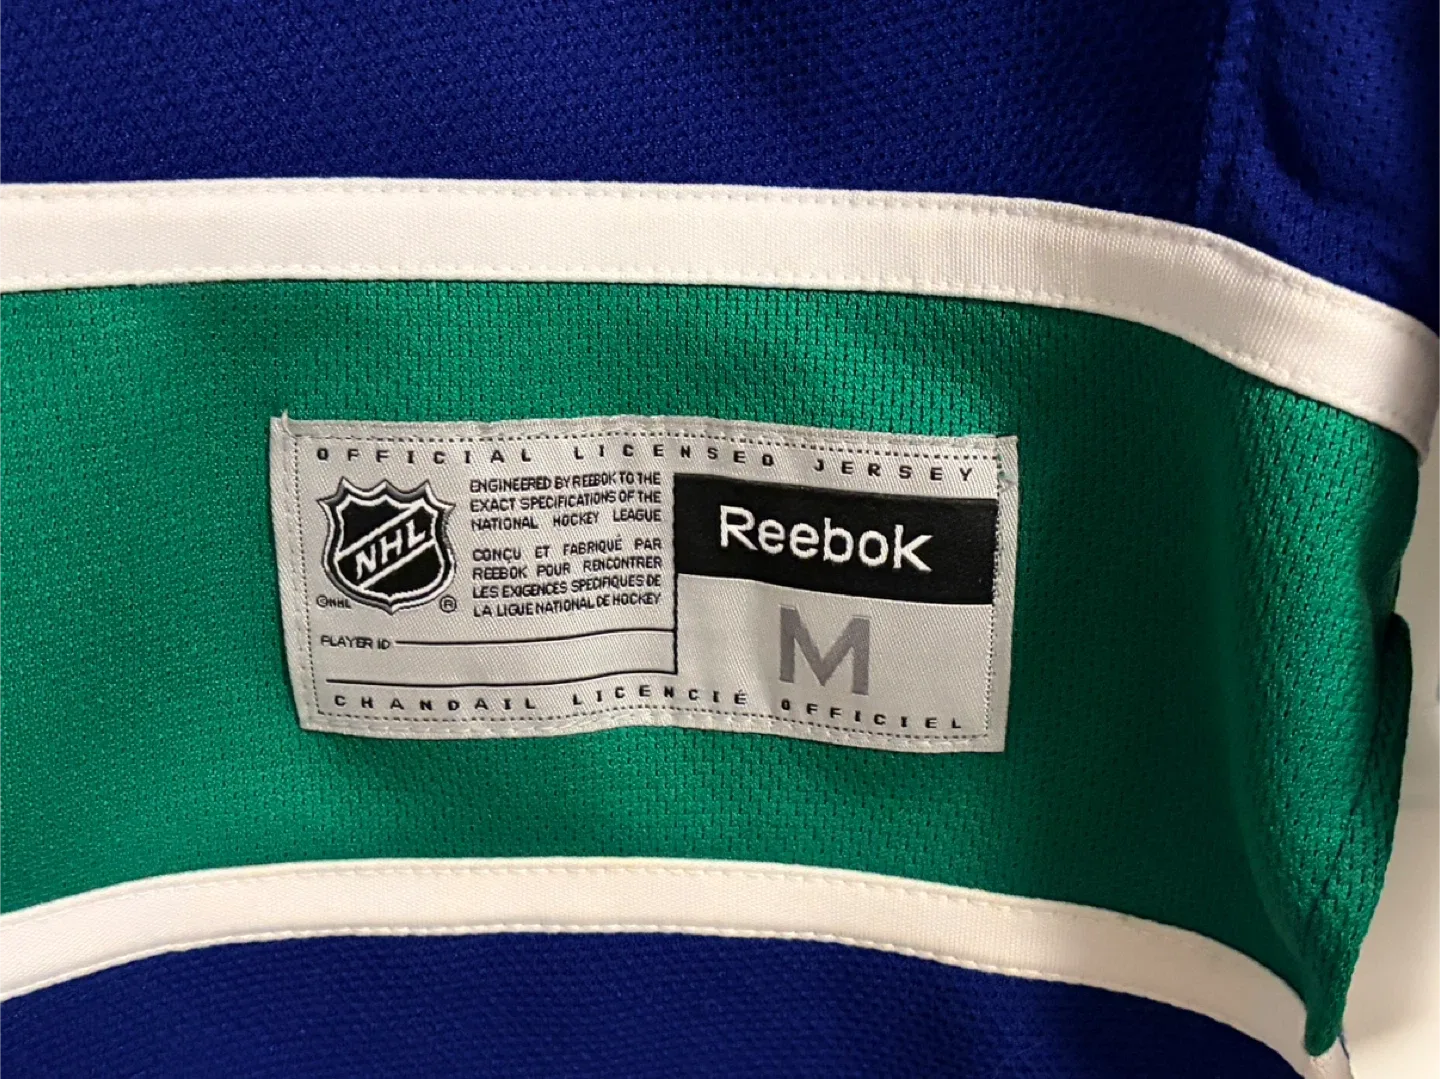 OFFICIAL LICENSED JERSEY
NHL
©NHL
®
ENGINEERED BY REEBOK TO THE
EXACT SPECIFICATIONS OF THE
NATIONAL HOCKEY LEAGUE
CONÇU ET FABRIQUÉ PAR
REEBOK POUR RENCONTRER
LES EXIGENCES SPECIFIQUES DE
LA LIGUE NATIONAL DE HOCKEY
Reebok
M
PLAYER ID
CHANDAIL LICENCIÉ OFFICIEL